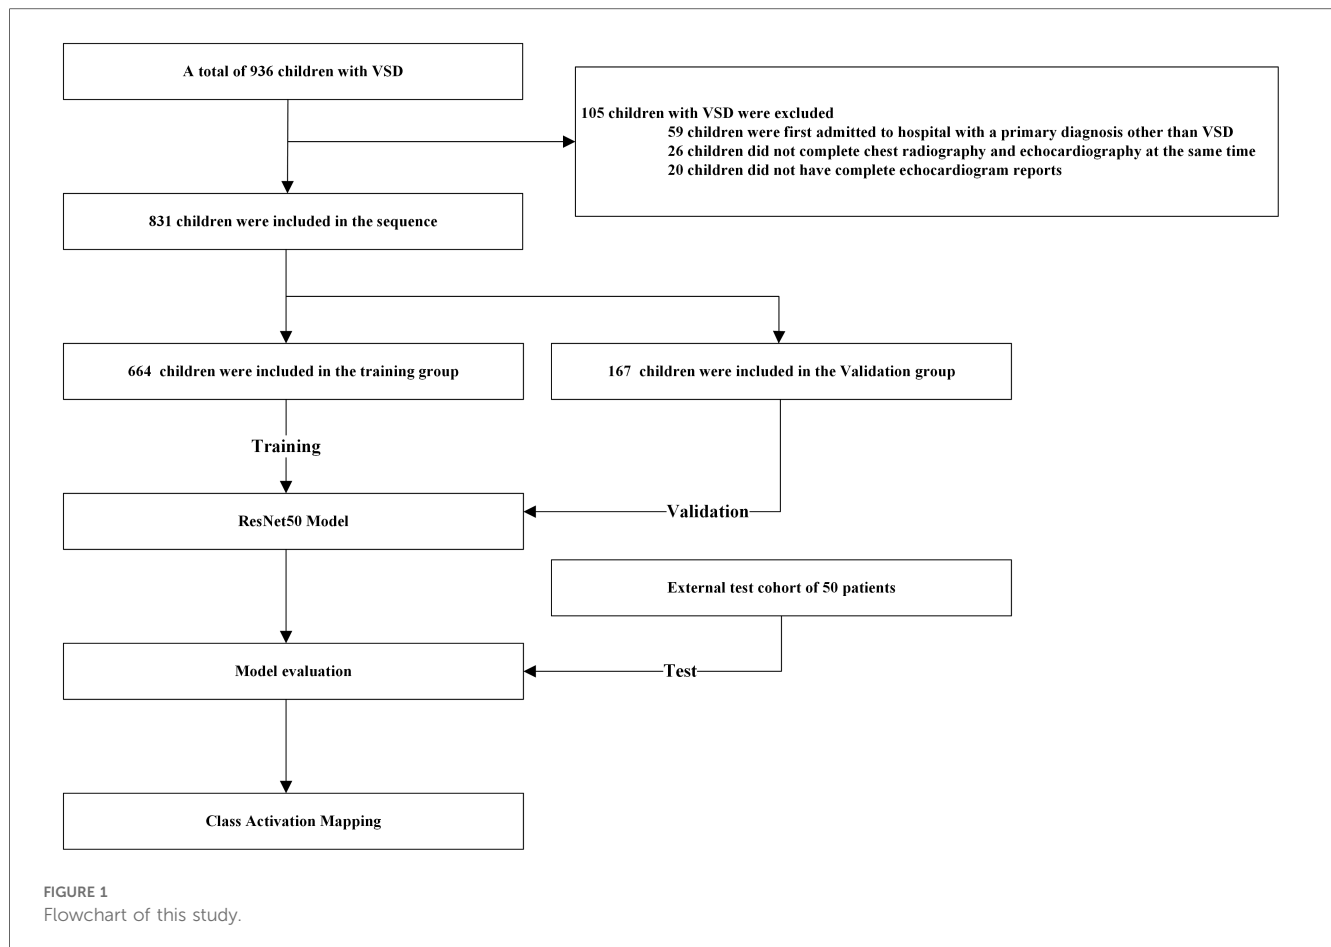 A total of 936 children with VSD
105 children with VSD were excluded
59 children were first admitted to hospital with a primary diagnosis other than VSD
26 children did not complete chest radiography and echocardiography at the same time
20 children did not have complete echocardiogram reports
831 children were included in the sequence
664 children were included in the training group
167 children were included in the Validation group
Training
ResNet50 Model
Validation
External test cohort of 50 patients
Model evaluation
Test
Class Activation Mapping
FIGURE 1
Flowchart of this study.